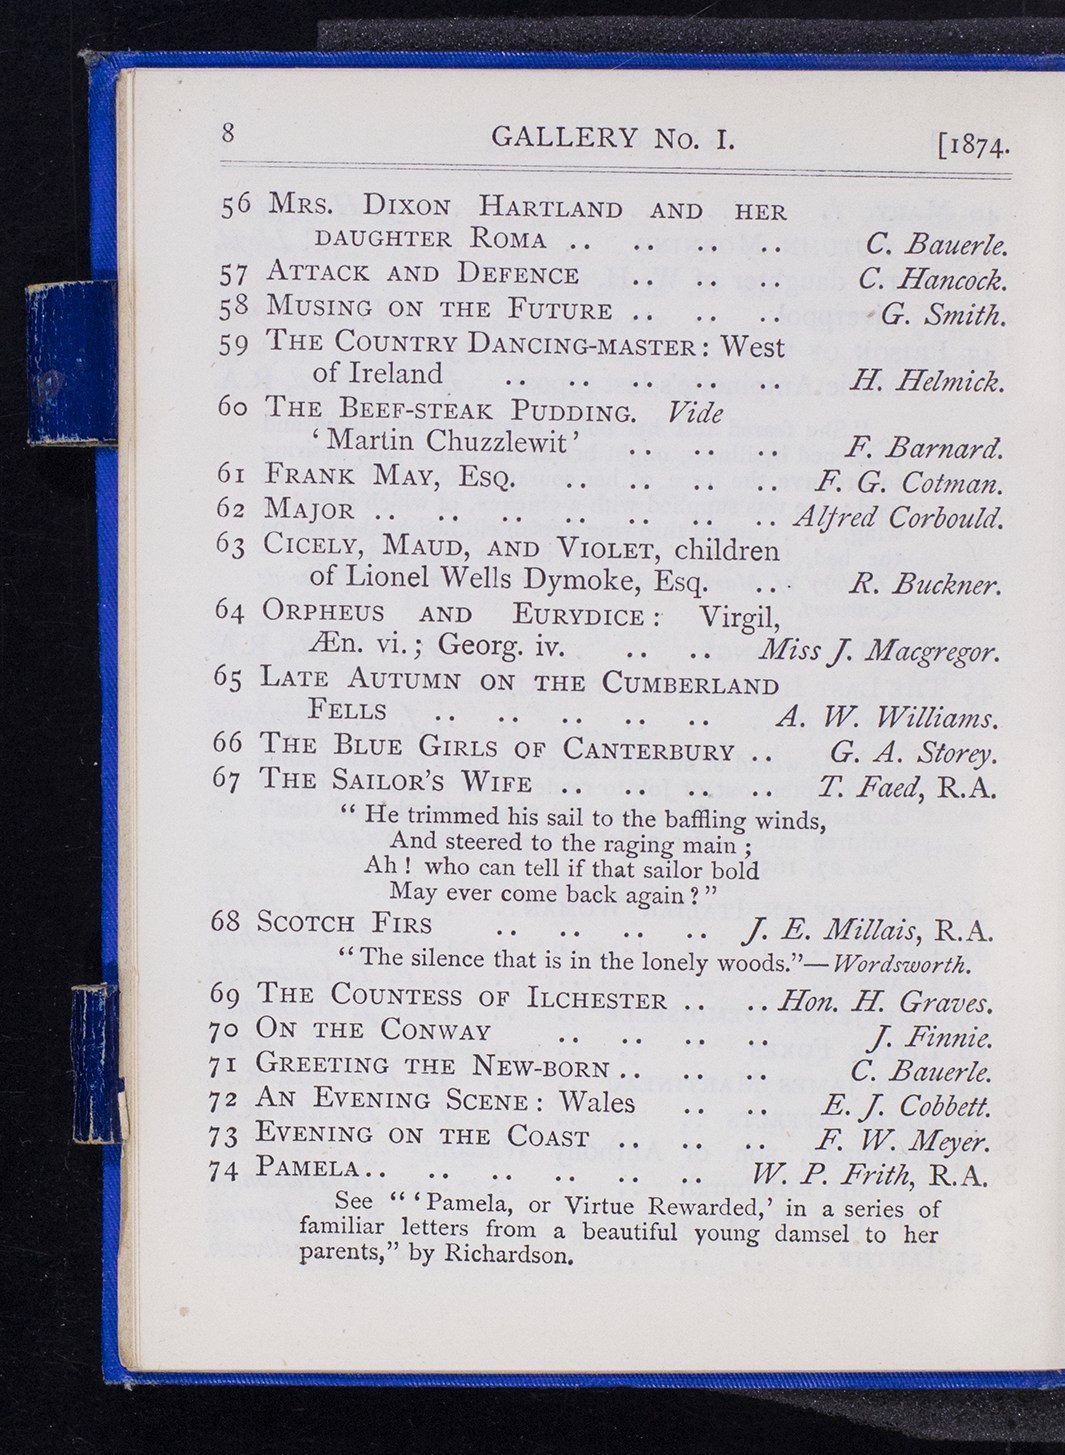 8 GALLERY No. I. [1874.
56 Mrs. Dixon Hartland and her
daughter Roma .. .. .. .. C. Bauerle.
57 Attack and Defence .. .. .. C. Hancock.
58 Musing on the Future .. .. .. G. Smith.
59 The Country Dancing-master: West
of Ireland .. .. .. .. .. H. Helmick.
60 The Beef-steak Pudding. Vide
‘Martin Chuzzlewit’ .. .. .. F. Barnard.
61 Frank May, Esq. .. .. .. .. F. G. Cotman.
62 Major .. .. .. .. .. .. .. Alfred Corbould.
63 Cicely, Maud, and Violet, children
of Lionel Wells Dymoke, Esq. .. . R. Buckner.
64 Orpheus and Eurydice: Virgil,
Æn. vi.; Georg. iv. .. .. Miss J. Macgregor.
65 Late Autumn on the Cumberland
Fells .. .. .. .. .. A. W. Williams.
66 The Blue Girls of Canterbury .. G. A. Storey.
67 The Sailor’s Wife .. .. .. .. T. Faed, R.A.
“He trimmed his sail to the baffling winds,
And steered to the raging main;
Ah! who can tell if that sailor bold
May ever come back again?”
68 Scotch Firs .. .. .. .. J. E. Millais, R.A.
“The silence that is in the lonely woods.”—Wordsworth.
69 The Countess of Ilchester .. .. Hon. H. Graves.
70 On the Conway .. .. .. .. J. Finnie.
71 Greeting the New-born .. .. .. C. Bauerle.
72 An Evening Scene: Wales .. .. E. J. Cobbett.
73 Evening on the Coast .. .. .. F. W. Meyer.
74 Pamela .. .. .. .. .. .. W. P. Frith, R.A.
See “‘Pamela, or Virtue Rewarded,’ in a series of
familiar letters from a beautiful young damsel to her
parents,” by Richardson.